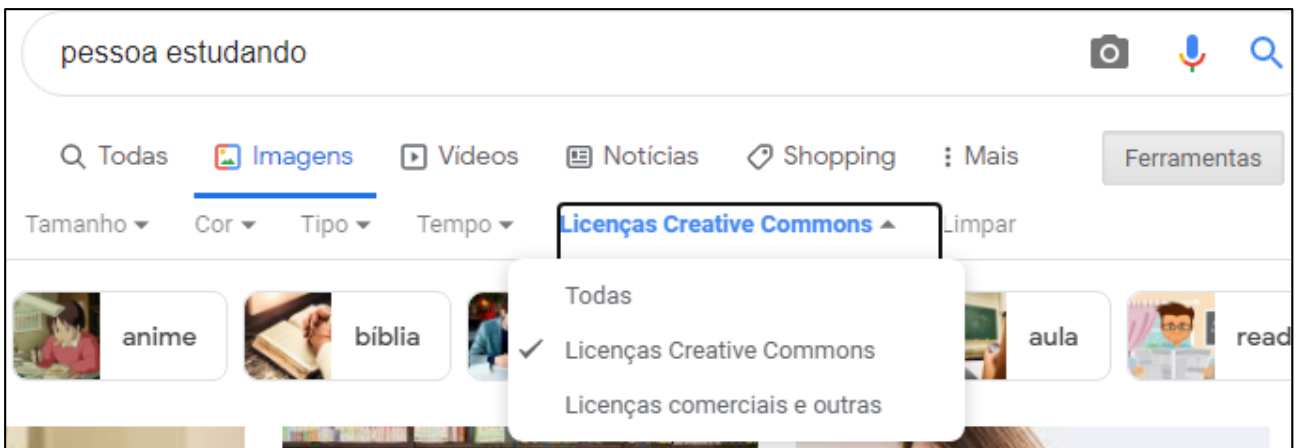 pessoa estudando
Todas Imagens Vídeos Notícias Shopping Mais Ferramentas
Tamanho Cor Tipo Tempo Licenças Creative Commons Limpar
Todas
Licenças Creative Commons
Licenças comerciais e outras
anime bíblia aula read